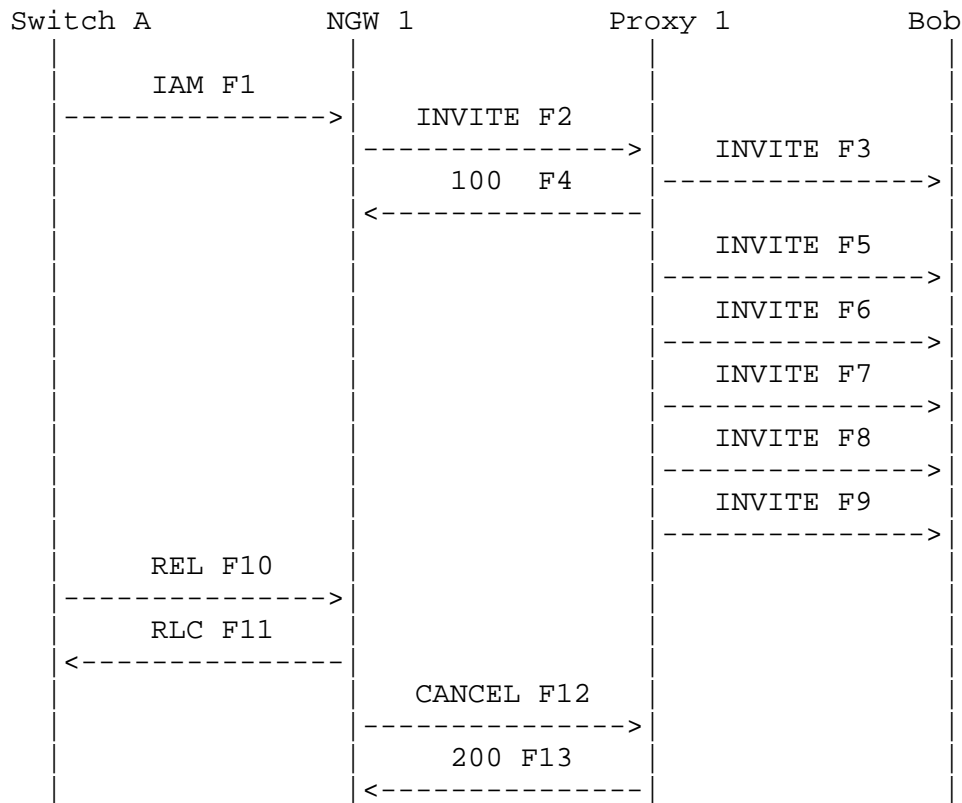 Switch A NGW 1 Proxy 1 Bob
IAM F1
INVITE F2
INVITE F3
100 F4
INVITE F5
INVITE F6
INVITE F7
INVITE F8
INVITE F9
REL F10
RLC F11
CANCEL F12
200 F13